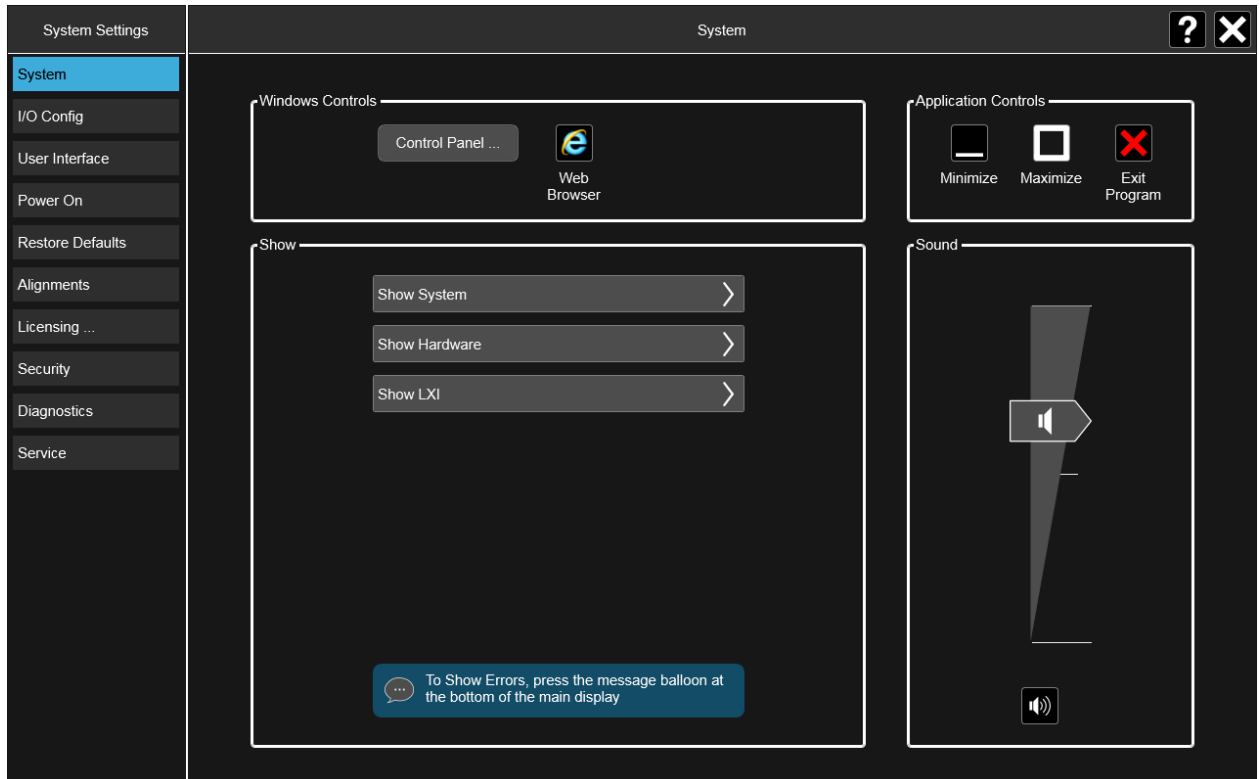 System Settings
System
System
I/O Config
User Interface
Power On
Restore Defaults
Alignments
Licensing ...
Security
Diagnostics
Service
Windows Controls
Control Panel ...
Web
Browser
Application Controls
Minimize
Maximize
Exit
Program
Show
Show System
Show Hardware
Show LXI
To Show Errors, press the message balloon at
the bottom of the main display
Sound